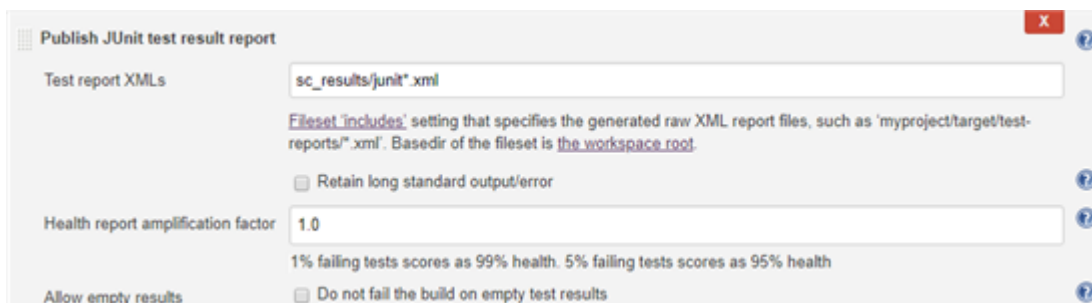 X
Publish JUnit test result report
Test report XMLs
sc_results/junit*.xml
Fileset 'includes' setting that specifies the generated raw XML report files, such as 'myproject/target/test-
reports/*.xml'. Basedir of the fileset is the workspace root.
Retain long standard output/error
Health report amplification factor
1.0
1% failing tests scores as 99% health. 5% failing tests scores as 95% health
Allow empty results
Do not fail the build on empty test results